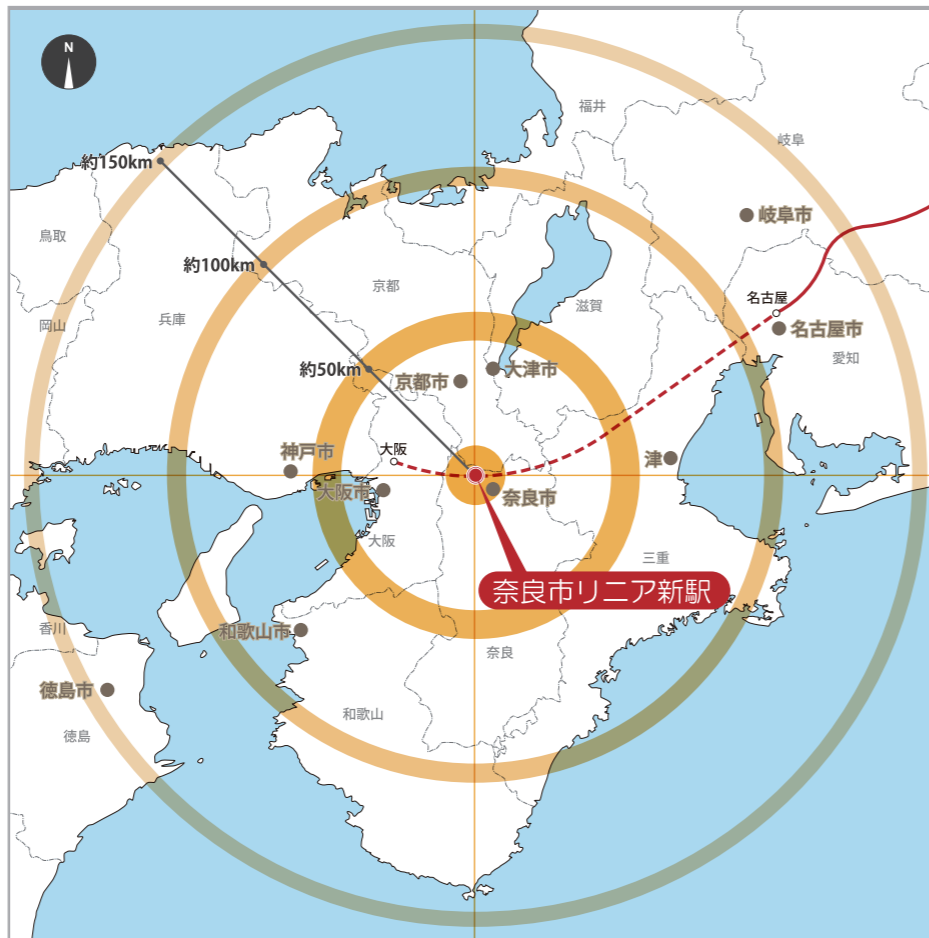 N
福井
岐阜
約150km
岐阜市
鳥取
約100km
京都
滋賀
名古屋
岡山
兵庫
名古屋市
愛知
約50km
大津市
京都市
神戸市
大阪
津
大阪市
奈良市
大阪
三重
奈良市リニア新駅
香川
和歌山市
奈良
徳島市
和歌山
徳島